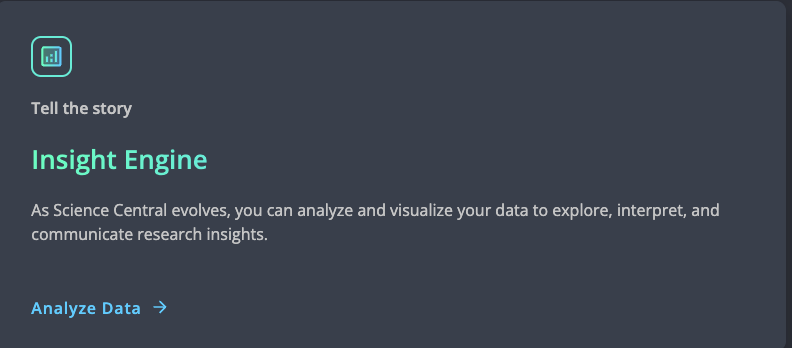 Tell the story
Insight Engine
As Science Central evolves, you can analyze and visualize your data to explore, interpret, and
communicate research insights.
Analyze Data